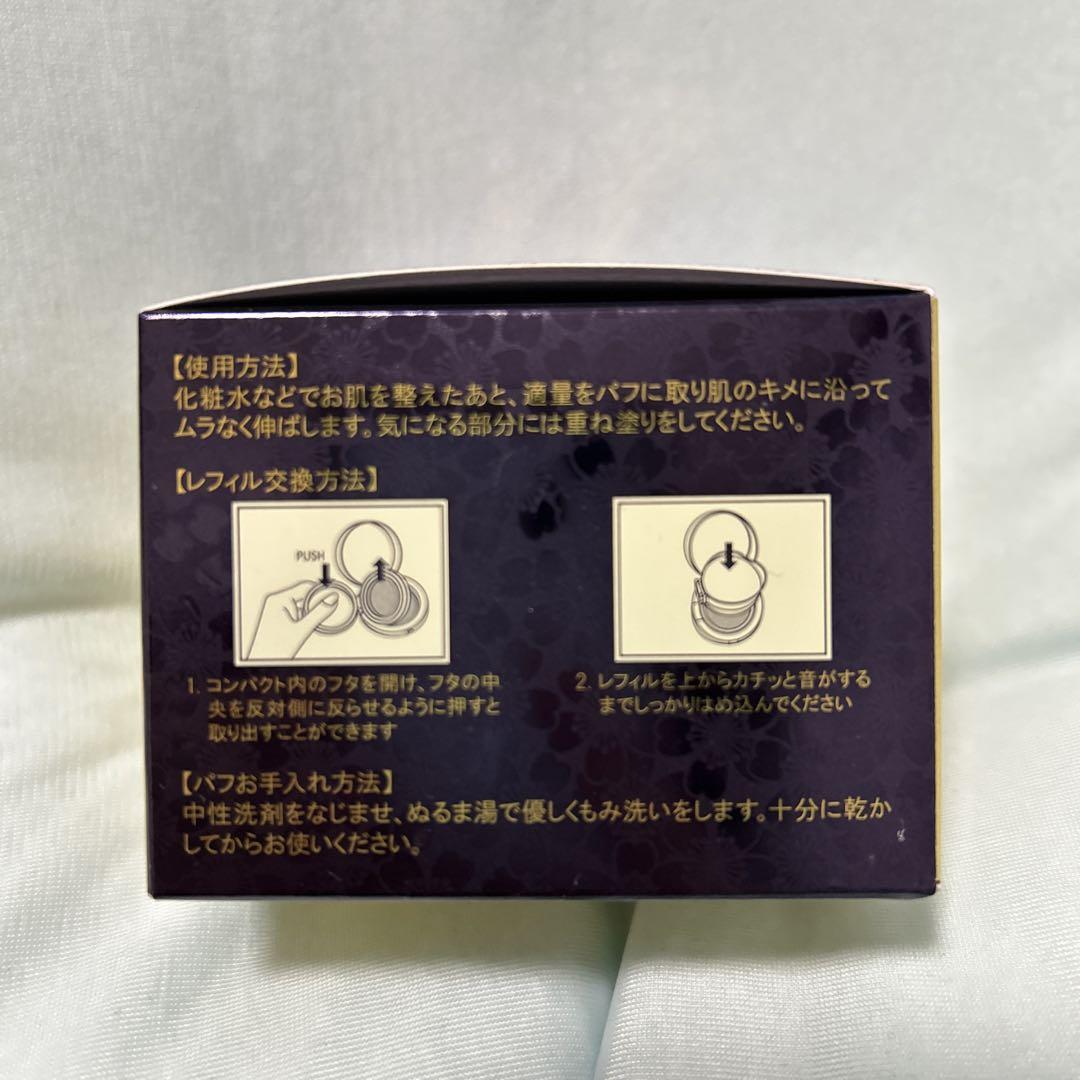 【使用方法】
化粧水などでお肌を整えたあと、適量をパフに取り肌のキメに沿って
ムラなく伸ばします。気になる部分には重ね塗りをしてください。
【レフィル交換方法】
PUSH
1. コンパクト内のフタを開け、フタの中
央を反対側に反らせるように押すと
取り出すことができます
2. レフィルを上からカチッと音がする
までしっかりはめ込んでください
【パフお手入れ方法】
中性洗剤をなじませ、ぬるま湯で優しくもみ洗いをします。十分に乾か
してからお使いください。